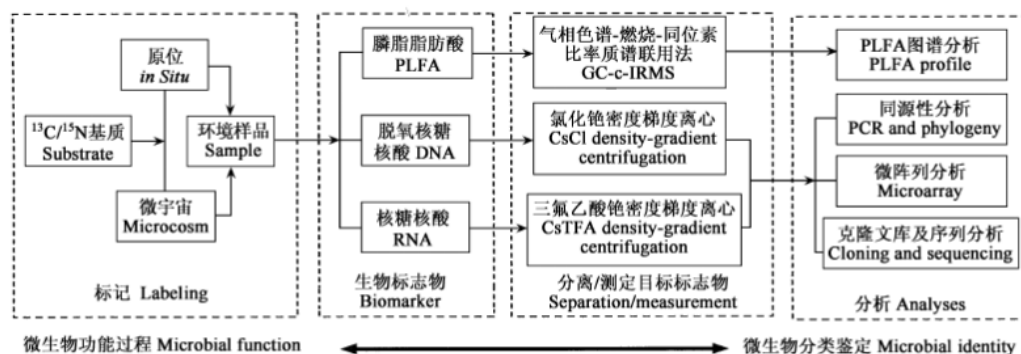 原位
in Situ
¹³C/¹⁵N基质
Substrate
环境样品
Sample
微宇宙
Microcosm
标记 Labeling
膦脂脂肪酸
PLFA
脱氧核糖
核酸 DNA
核糖核酸
RNA
生物标志物
Biomarker
气相色谱-燃烧-同位素
比率质谱联用法
GC-c-IRMS
氯化铯密度梯度离心
CsCl density-gradient
centrifugation
三氟乙酸铯密度梯度离心
CsTFA density-gradient
centrifugation
分离/测定目标标志物
Separation/measurement
PLFA图谱分析
PLFA profile
同源性分析
PCR and phylogeny
微阵列分析
Microarray
克隆文库及序列分析
Cloning and sequencing
分析 Analyses
微生物功能过程 Microbial function
微生物分类鉴定 Microbial identity